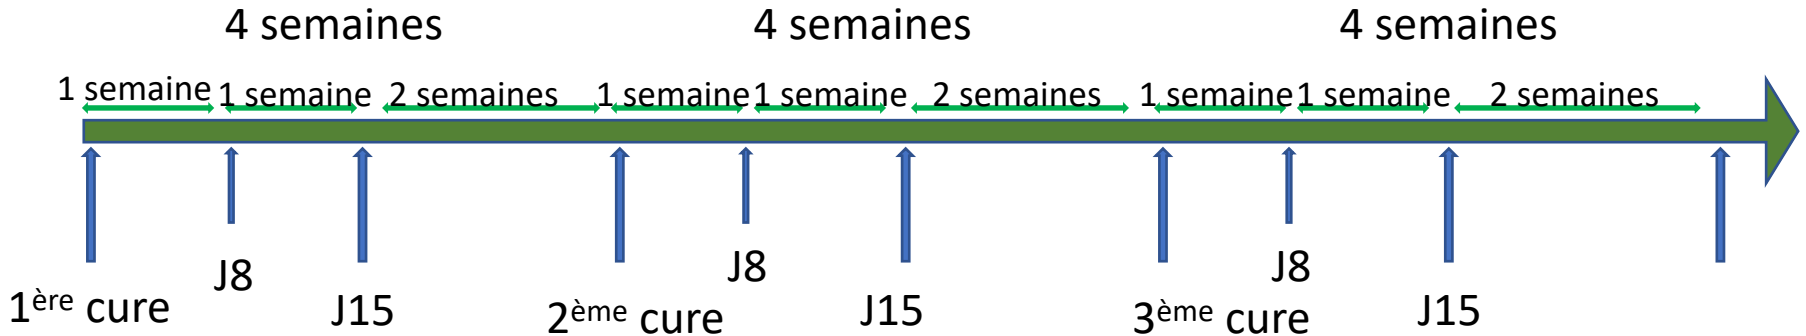 4 semaines 4 semaines 4 semaines
1 semaine 1 semaine 2 semaines 1 semaine 1 semaine 2 semaines 1 semaine 1 semaine 2 semaines
J8 J8 J8
1ère cure J15 2ème cure J15 3ème cure J15